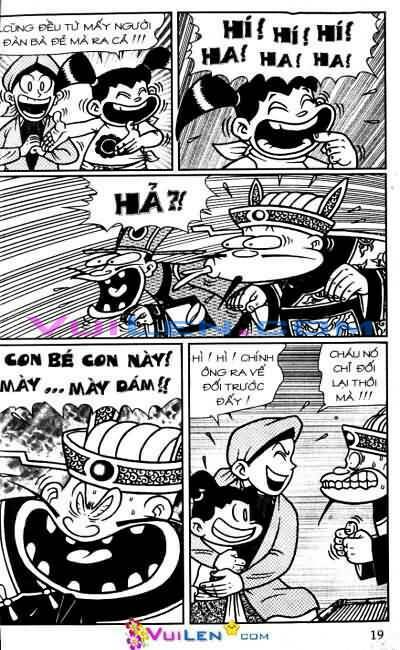 CŨNG ĐỀU TỪ MẤY NGƯỜI
ĐÀN BÀ ĐẺ MÀ RA CẢ!!!
HÍ! HÍ! HÍ!
HA! HA! HA!
HẢ?!
VUILEN.COM
CON BÉ CON NÀY!
MÀY... MÀY DÁM!!
HÌ! HÌ! CHÍNH
ÔNG RA VẾ
ĐỐI TRƯỚC
ĐẤY!
CHÁU NÓ
CHỈ ĐỐI
LẠI THÔI
MÀ!!!
19
VUILEN.COM